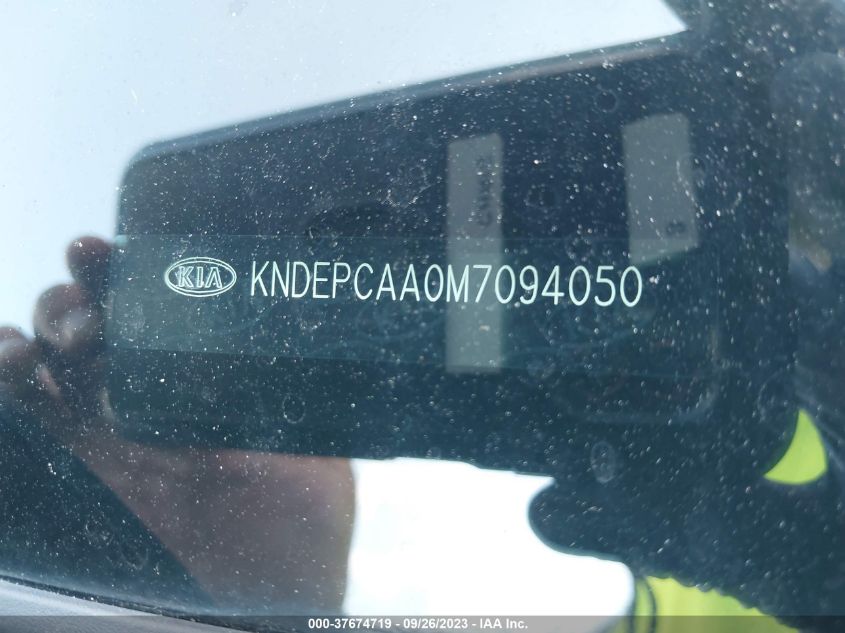 KIA KNDEPCAA0M7094050
000-37674719 - 09/26/2023 - IAA Inc.